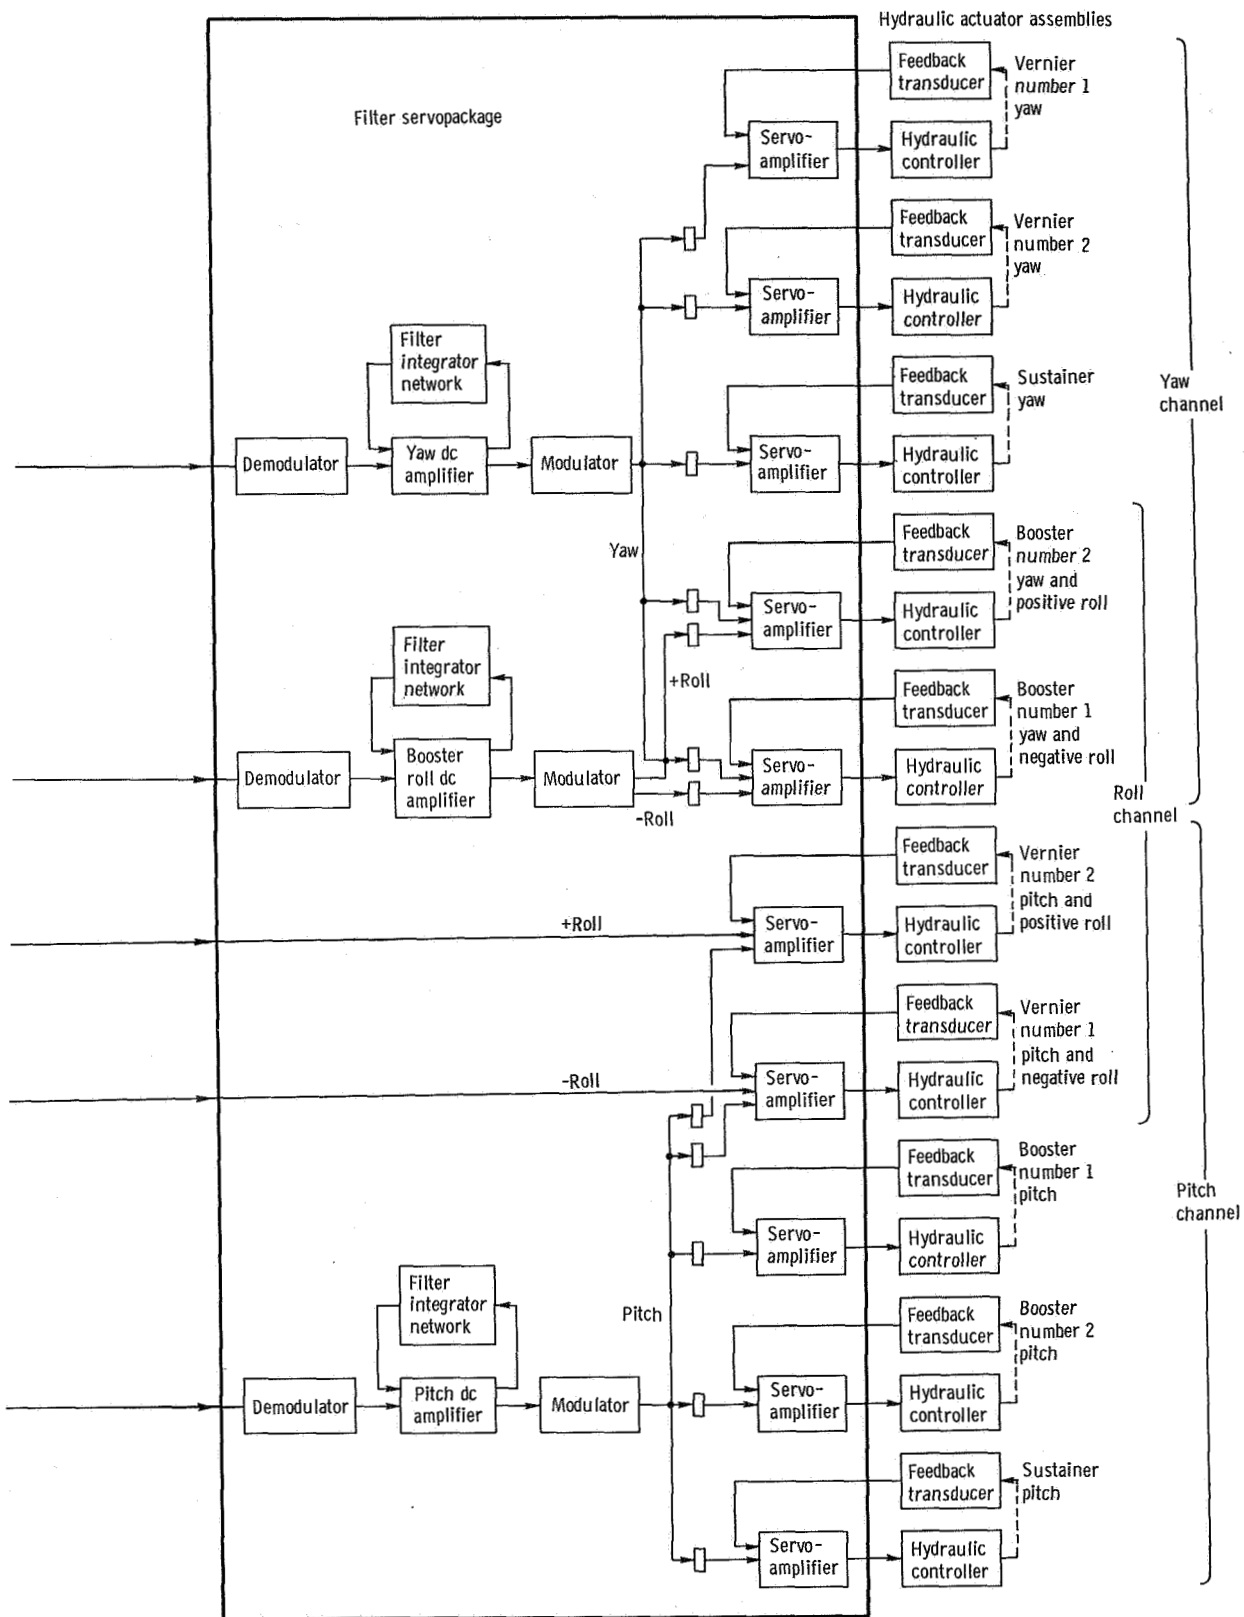 Hydraulic actuator assemblies
Filter servopackage
Feedback
transducer
Vernier
number 1
yaw
Servo-
amplifier
Hydraulic
controller
Feedback
transducer
Vernier
number 2
yaw
Servo-
amplifier
Hydraulic
controller
Filter
integrator
network
Feedback
transducer
Sustainer
yaw
Yaw
channel
Demodulator
Yaw dc
amplifier
Modulator
Servo-
amplifier
Hydraulic
controller
Yaw
Feedback
transducer
Booster
number 2
yaw and
positive roll
Servo-
amplifier
Hydraulic
controller
Filter
integrator
network
+Roll
Feedback
transducer
Booster
number 1
yaw and
negative roll
Demodulator
Booster
roll dc
amplifier
Modulator
Servo-
amplifier
Hydraulic
controller
-Roll
Roll
channel
Feedback
transducer
Vernier
number 2
pitch and
positive roll
+Roll
Servo-
amplifier
Hydraulic
controller
Feedback
transducer
Vernier
number 1
pitch and
negative roll
-Roll
Servo-
amplifier
Hydraulic
controller
Feedback
transducer
Booster
number 1
pitch
Pitch
channel
Servo-
amplifier
Hydraulic
controller
Filter
integrator
network
Pitch
Feedback
transducer
Booster
number 2
pitch
Demodulator
Pitch dc
amplifier
Modulator
Servo-
amplifier
Hydraulic
controller
Feedback
transducer
Sustainer
pitch
Servo-
amplifier
Hydraulic
controller